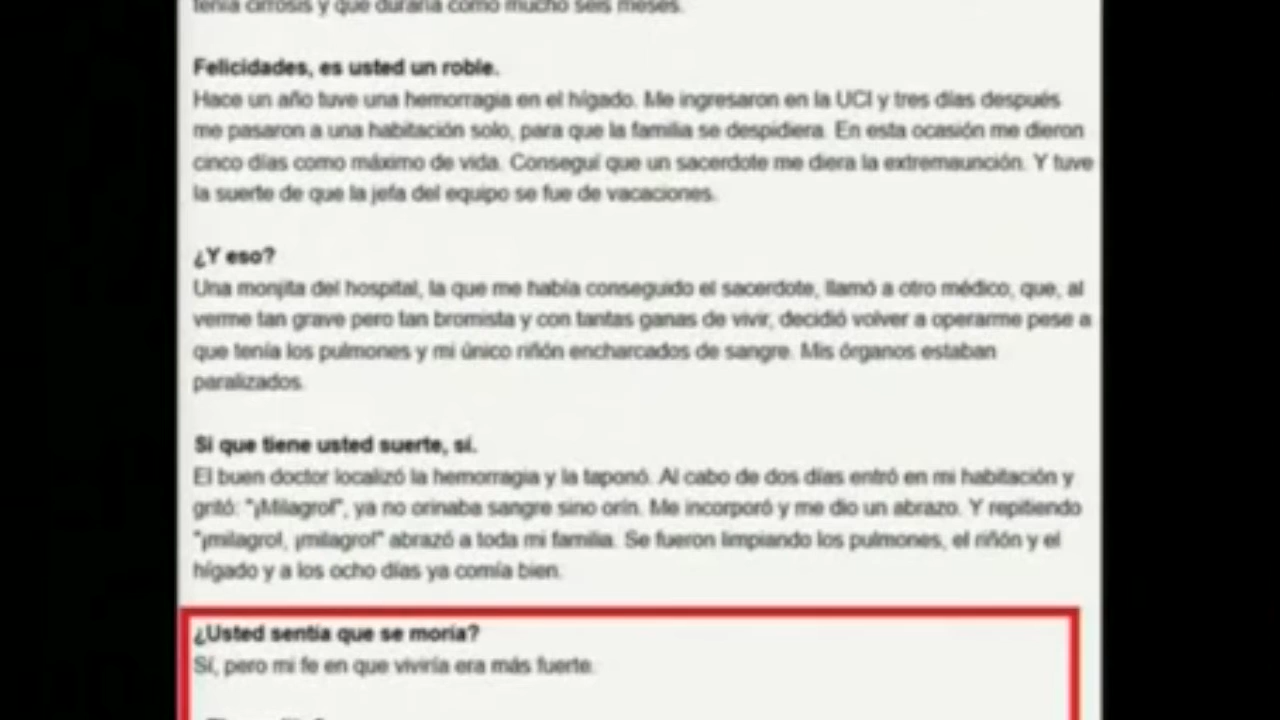 tenía cirrosis y que duraría como mucho seis meses.
Felicidades, es usted un roble.
Hace un año tuve una hemorragia en el hígado. Me ingresaron en la UCI y tres días después
me pasaron a una habitación solo, para que la familia se despidiera. En esta ocasión me dieron
cinco días como máximo de vida. Conseguí que un sacerdote me diera la extremaunción. Y tuve
la suerte de que la jefa del equipo se fue de vacaciones.
¿Y eso?
Una monjita del hospital, la que me había conseguido el sacerdote, llamó a otro médico, que, al
verme tan grave pero tan bromista y con tantas ganas de vivir, decidió volver a operarme pese a
que tenía los pulmones y mi único riñón encharcados de sangre. Mis órganos estaban
paralizados.
Sí que tiene usted suerte, sí.
El buen doctor localizó la hemorragia y la taponó. Al cabo de dos días entró en mi habitación y
gritó: "¡Milagro!", ya no orinaba sangre sino orín. Me incorporó y me dio un abrazo. Y repitiendo
"¡milagro!, ¡milagro!" abrazó a toda mi familia. Se fueron limpiando los pulmones, el riñón y el
hígado y a los ocho días ya comía bien.
¿Usted sentía que se moría?
Sí, pero mi fe en que viviría era más fuerte.